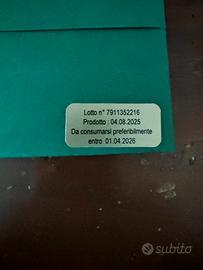 Lotto n° 7911352216
Prodotto : 04.08.2025
Da consumarsi preferibilmente
entro 01.04.2026
subito